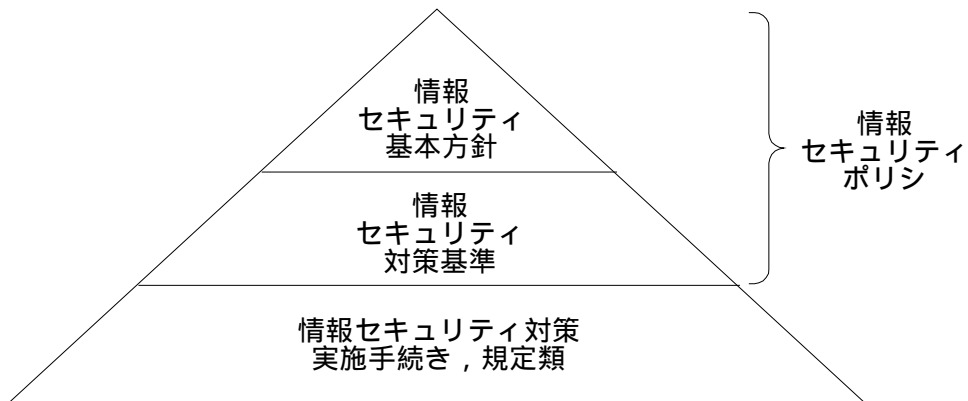 情報
セキュリティ
基本方針
情報
セキュリティ
対策基準
情報セキュリティ対策
実施手続き，規定類
情報
セキュリティ
ポリシ